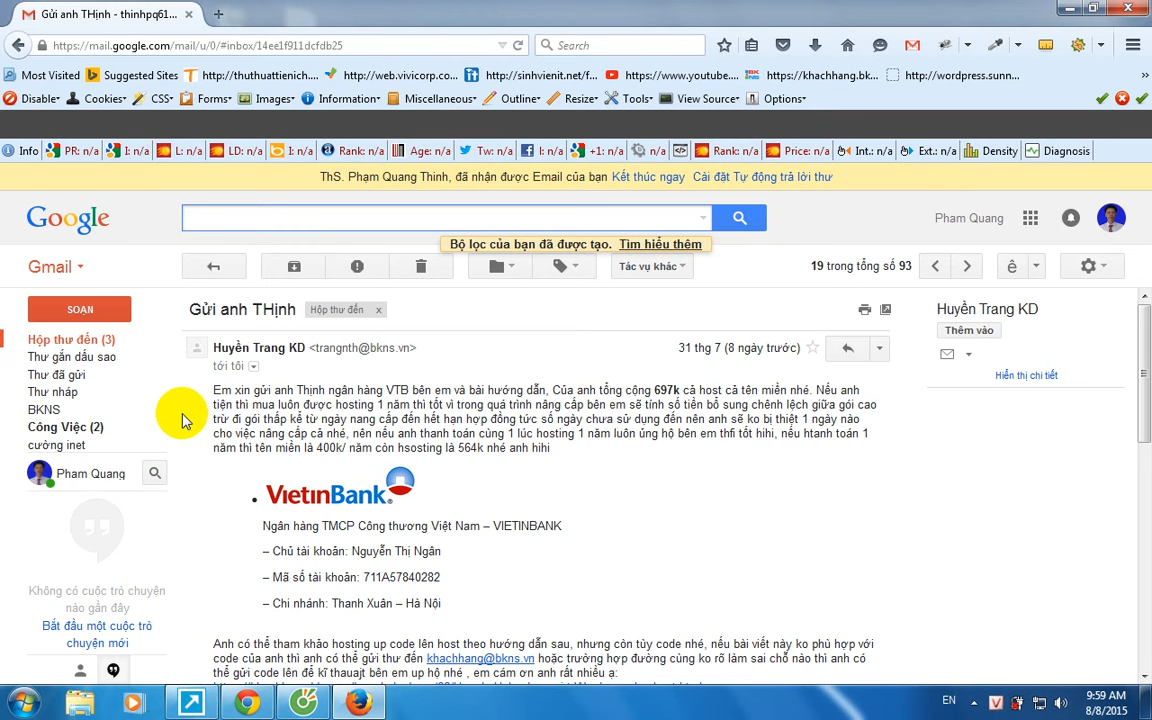 Gửi anh THịnh - thinhpq61...
https://mail.google.com/mail/u/0/#inbox/14ee1f911dcfdb25
Search
Most Visited Suggested Sites http://thuthuattienich.... http://web.vivicorp.co... http://sinhvienit.net/f... https://www.youtube.... https://khachhang.bk... http://wordpress.sunn... »
Disable▾ Cookies▾ CSS▾ Forms▾ Images▾ Information▾ Miscellaneous▾ Outline▾ Resize▾ Tools▾ View Source▾ Options▾
Info PR: n/a I: n/a L: n/a LD: n/a I: n/a Rank: n/a Age: n/a Tw: n/a I: n/a +1: n/a n/a Rank: n/a Price: n/a Int.: n/a Ext.: n/a Density Diagnosis
ThS. Phạm Quang Thinh, đã nhận được Email của bạn Kết thúc ngay Cài đặt Tự động trả lời thư
Google
Pham Quang
Bộ lọc của bạn đã được tạo. Tìm hiểu thêm
Gmail
Tác vụ khác
19 trong tổng số 93
ê
SOẠN
Hộp thư đến (3)
Thư gắn dấu sao
Thư đã gửi
Thư nháp
BKNS
Công Việc (2)
cường inet
Pham Quang
Không có cuộc trò chuyện
nào gần đây
Bắt đầu một cuộc trò
chuyện mới
Gửi anh THịnh Hộp thư đến x
Huyền Trang KD <trangnth@bkns.vn>
31 thg 7 (8 ngày trước)
tới tôi
Em xin gửi anh Thịnh ngân hàng VTB bên em và bài hướng dẫn, Của anh tổng cộng 697k cả host cả tên miền nhé. Nếu anh
tiện thì mua luôn được hosting 1 năm thì tốt vì trong quá trình nâng cấp bên em sẽ tính số tiền bổ sung chênh lệch giữa gói cao
trừ đi gói thấp kể từ ngày nang cấp đến hết hạn hợp đồng tức số ngày chưa sử dụng đến nên anh sẽ ko bị thiệt 1 ngày nào
cho việc nâng cấp cả nhé, nên nếu anh thanh toán cùng 1 lúc hosting 1 năm luôn ủng hộ bên em thfi tốt hihi, nếu htanh toán 1
năm thì tên miền là 400k/ năm còn hsosting là 564k nhé anh hihi
VietinBank
Ngân hàng TMCP Công thương Việt Nam – VIETINBANK
– Chủ tài khoản: Nguyễn Thị Ngân
– Mã số tài khoản: 711A57840282
– Chi nhánh: Thanh Xuân – Hà Nội
Anh có thể tham khảo hosting up code lên host theo hướng dẫn sau, nhưng còn tùy code nhé, nếu bài viết này ko phù hợp với
code của anh thì anh có thể gửi thư đến khachhang@bkns.vn hoặc trường hợp đường cùng ko rõ làm sai chỗ nào thì anh có
thể gửi code lên để kĩ thauajt bên em up hộ nhé , em cám ơn anh rất nhiều ạ:
Huyền Trang KD
Thêm vào
Hiển thị chi tiết
EN
9:59 AM
8/8/2015